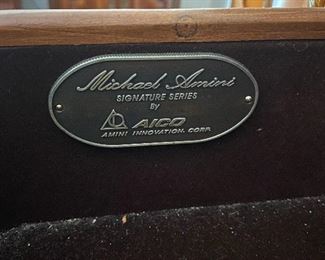 Michael Amini
SIGNATURE SERIES
By
AICO
AMINI INNOVATION. CORP.